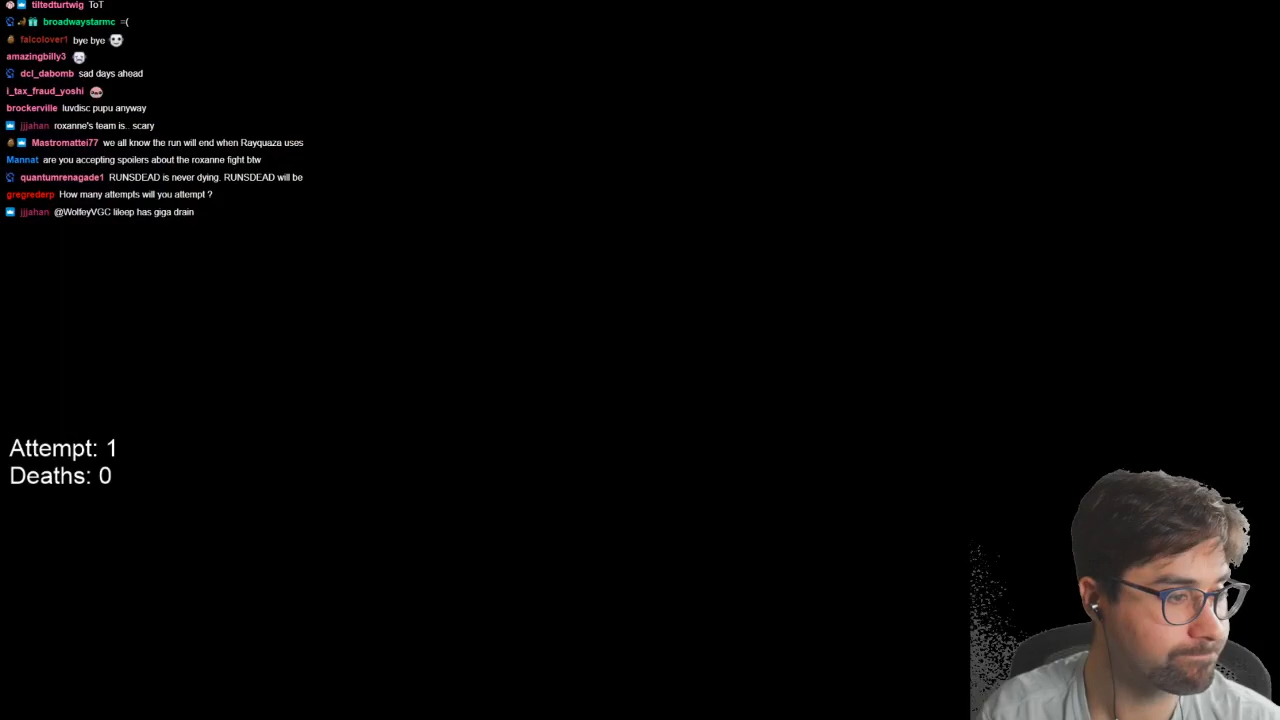 tiltedturtwig ToT
broadwaystarmc =(
falcolover1 bye bye
amazingbilly3
dcl_dabomb sad days ahead
i_tax_fraud_yoshi
brockerville luvdisc pupu anyway
jjjahan roxanne's team is.. scary
Mastromattei77 we all know the run will end when Rayquaza uses
Mannat are you accepting spoilers about the roxanne fight btw
quantumrenagade1 RUNSDEAD is never dying. RUNSDEAD will be
gregrederp How many attempts will you attempt ?
jjjahan @WolfeyVGC lileep has giga drain
Attempt: 1
Deaths: 0